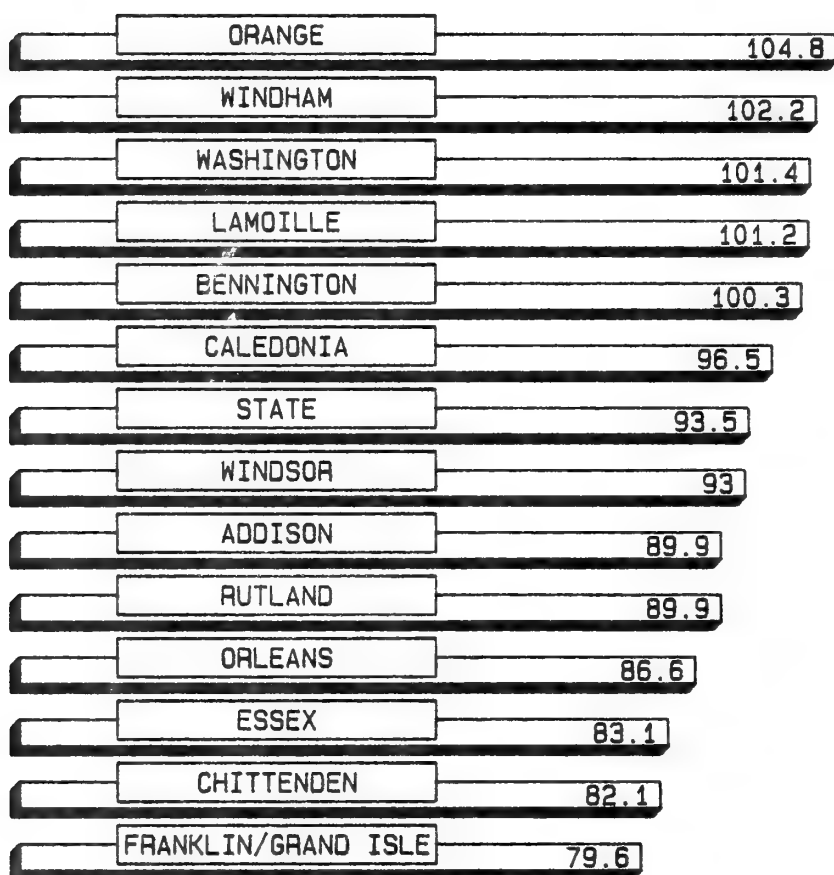 ORANGE 104.8
WINDHAM 102.2
WASHINGTON 101.4
LAMOILLE 101.2
BENNINGTON 100.3
CALEDONIA 96.5
STATE 93.5
WINDSOR 93
ADDISON 89.9
RUTLAND 89.9
ORLEANS 86.6
ESSEX 83.1
CHITTENDEN 82.1
FRANKLIN/GRAND ISLE 79.6